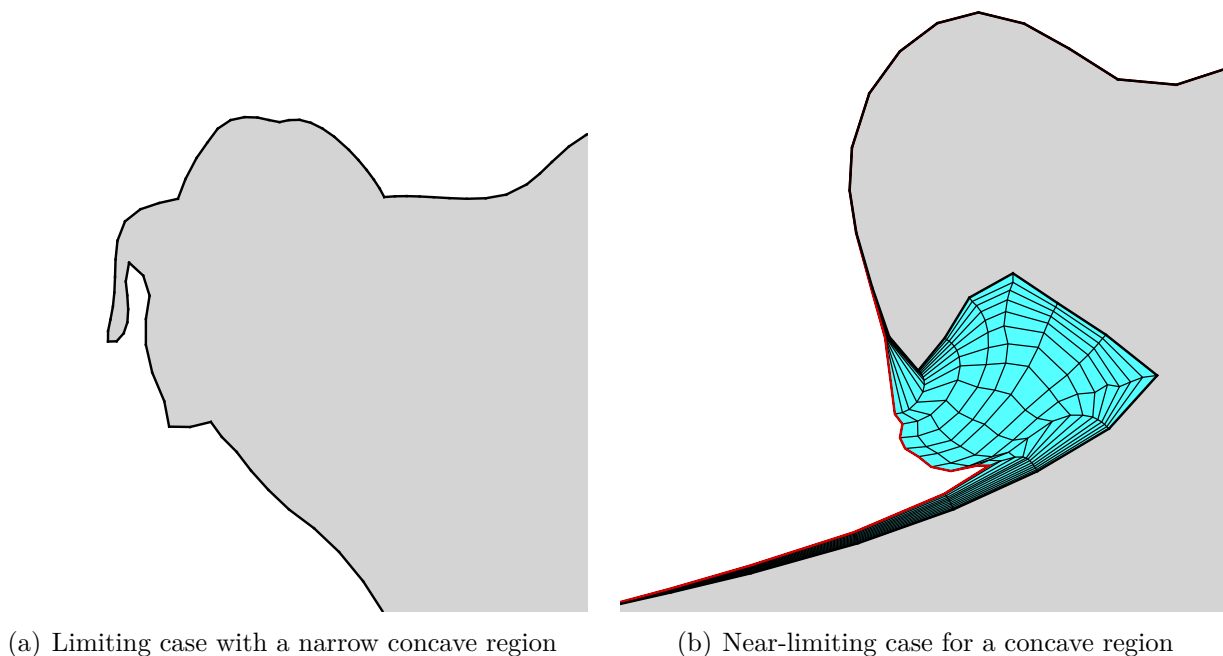 (a) Limiting case with a narrow concave region
(b) Near-limiting case for a concave region